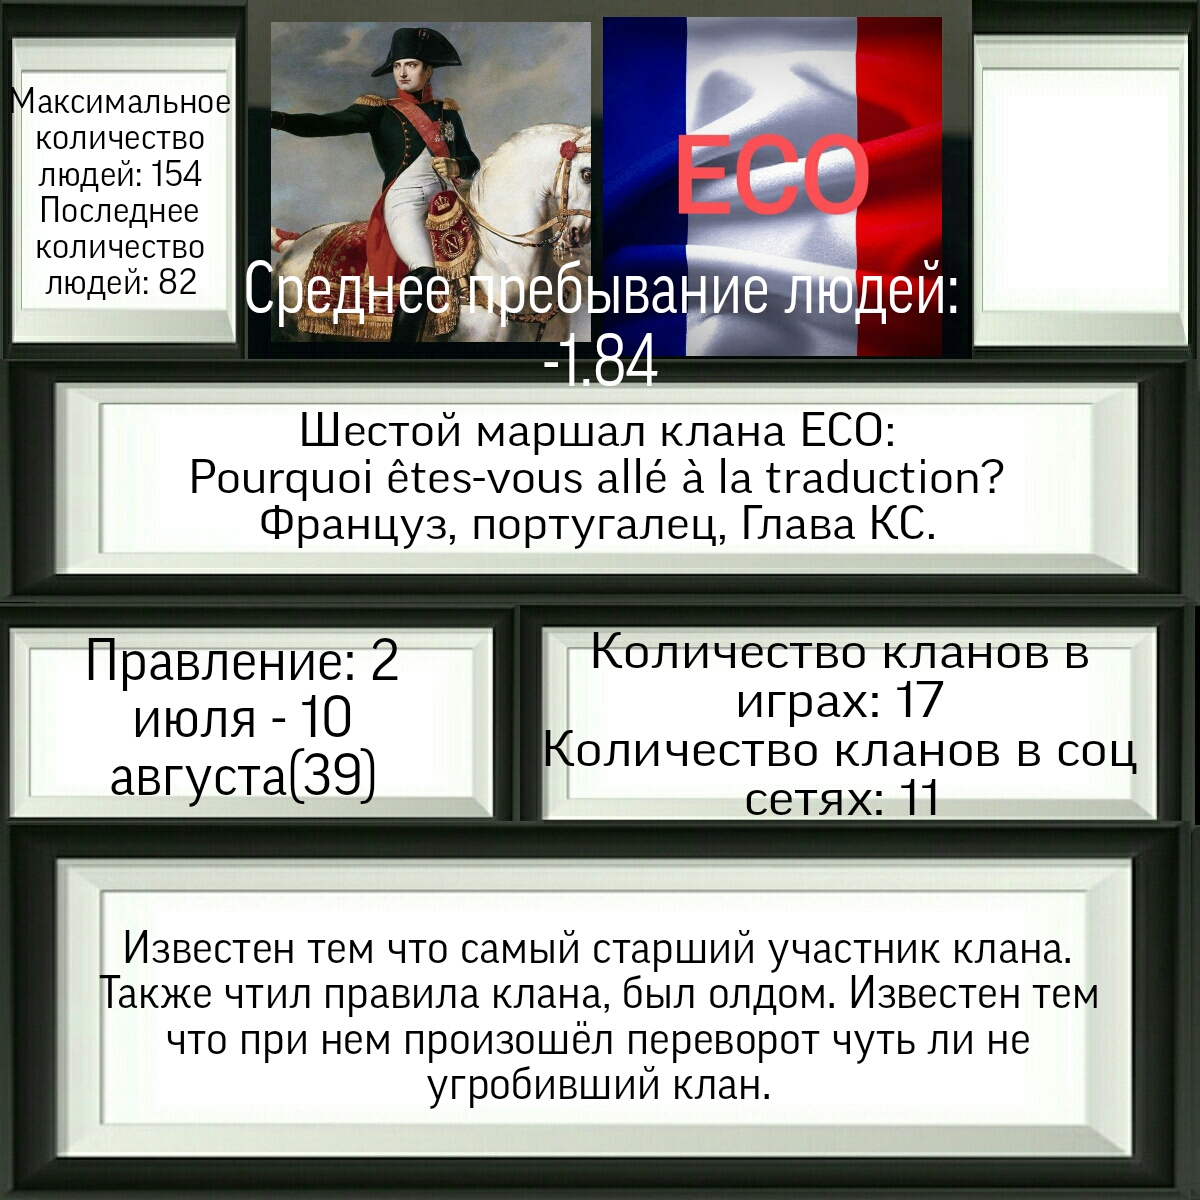 Максимальное
количество
людей: 154
Последнее
количество
людей: 82
ECO
Среднее пребывание людей:
-1.84
Шестой маршал клана ECO:
Pourquoi êtes-vous allé à la traduction?
Француз, португалец, Глава КС.
Правление: 2
июля - 10
августа(39)
Количество кланов в
играх: 17
Количество кланов в соц
сетях: 11
Известен тем что самый старший участник клана.
Также чтил правила клана, был олдом. Известен тем
что при нем произошёл переворот чуть ли не
угробивший клан.